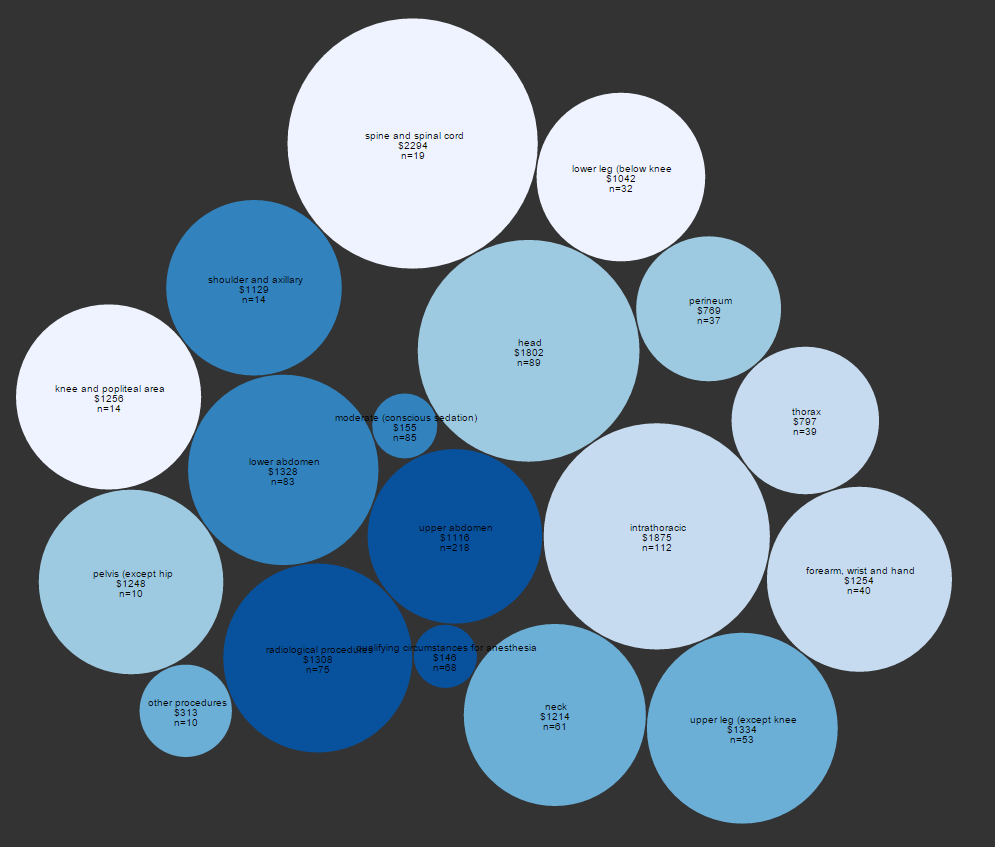 spine and spinal cord
$2294
n=19
lower leg (below knee
$1042
n=32
shoulder and axillary
$1129
n=14
perineum
$769
n=37
head
$1802
n=89
knee and popliteal area
$1256
n=14
thorax
$797
n=39
moderate (conscious sedation)
$155
n=85
lower abdomen
$1328
n=83
upper abdomen
$1116
n=218
intrathoracic
$1875
n=112
pelvis (except hip
$1248
n=10
forearm, wrist and hand
$1254
n=40
radiological procedures
$1308
n=75
qualifying circumstances for anesthesia
$146
n=68
other procedures
$313
n=10
neck
$1214
n=61
upper leg (except knee
$1334
n=53